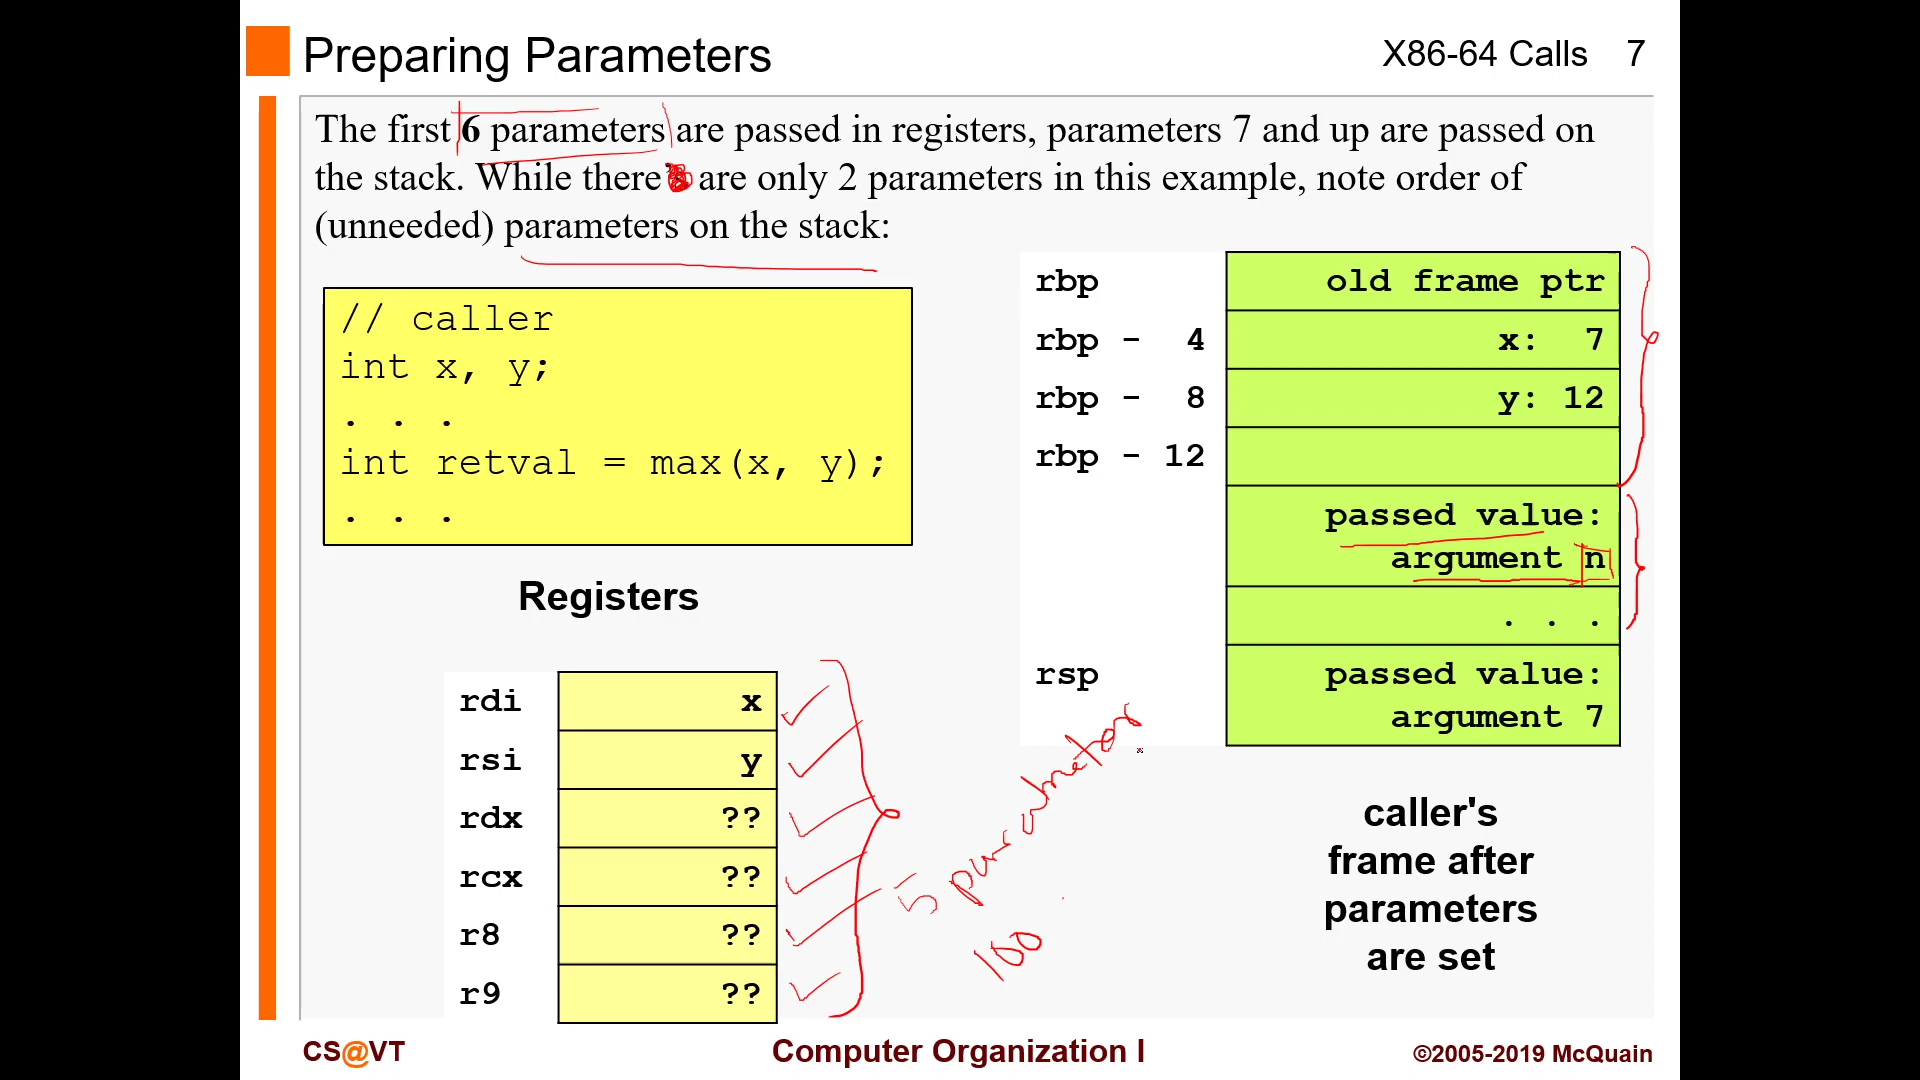 Preparing Parameters
X86-64 Calls 7
The first 6 parameters are passed in registers, parameters 7 and up are passed on
the stack. While there are only 2 parameters in this example, note order of
(unneeded) parameters on the stack:
// caller
int x, y;
. . .
int retval = max(x, y);
. . .
rbp old frame ptr
rbp - 4 x: 7
rbp - 8 y: 12
rbp - 12
passed value:
argument n
. . .
rsp passed value:
argument 7
Registers
rdi x
rsi y
rdx ??
rcx ??
r8 ??
r9 ??
5
100
caller's
frame after
parameters
are set
CS@VT
Computer Organization I
©2005-2019 McQuain